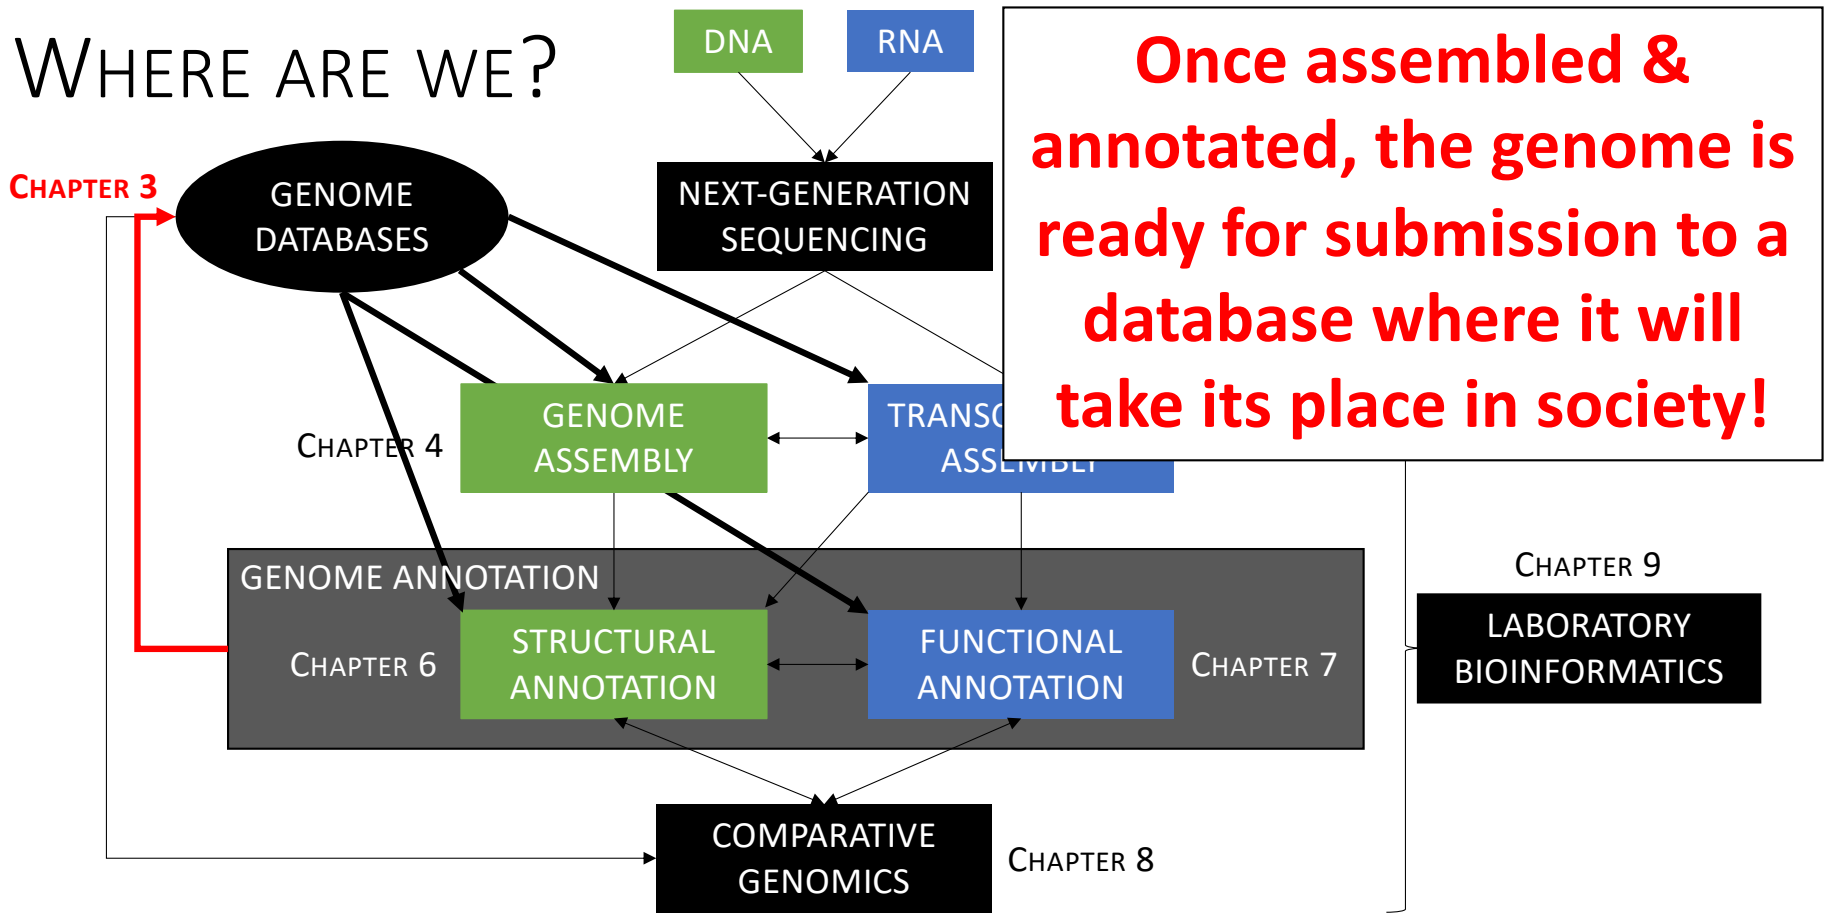 WHERE ARE WE?
DNA
RNA
Once assembled &
annotated, the genome is
ready for submission to a
database where it will
take its place in society!
CHAPTER 3
GENOME
DATABASES
NEXT-GENERATION
SEQUENCING
CHAPTER 4
GENOME
ASSEMBLY
ASSEMBLY
GENOME ANNOTATION
CHAPTER 6
STRUCTURAL
ANNOTATION
FUNCTIONAL
ANNOTATION
CHAPTER 7
CHAPTER 9
LABORATORY
BIOINFORMATICS
COMPARATIVE
GENOMICS
CHAPTER 8